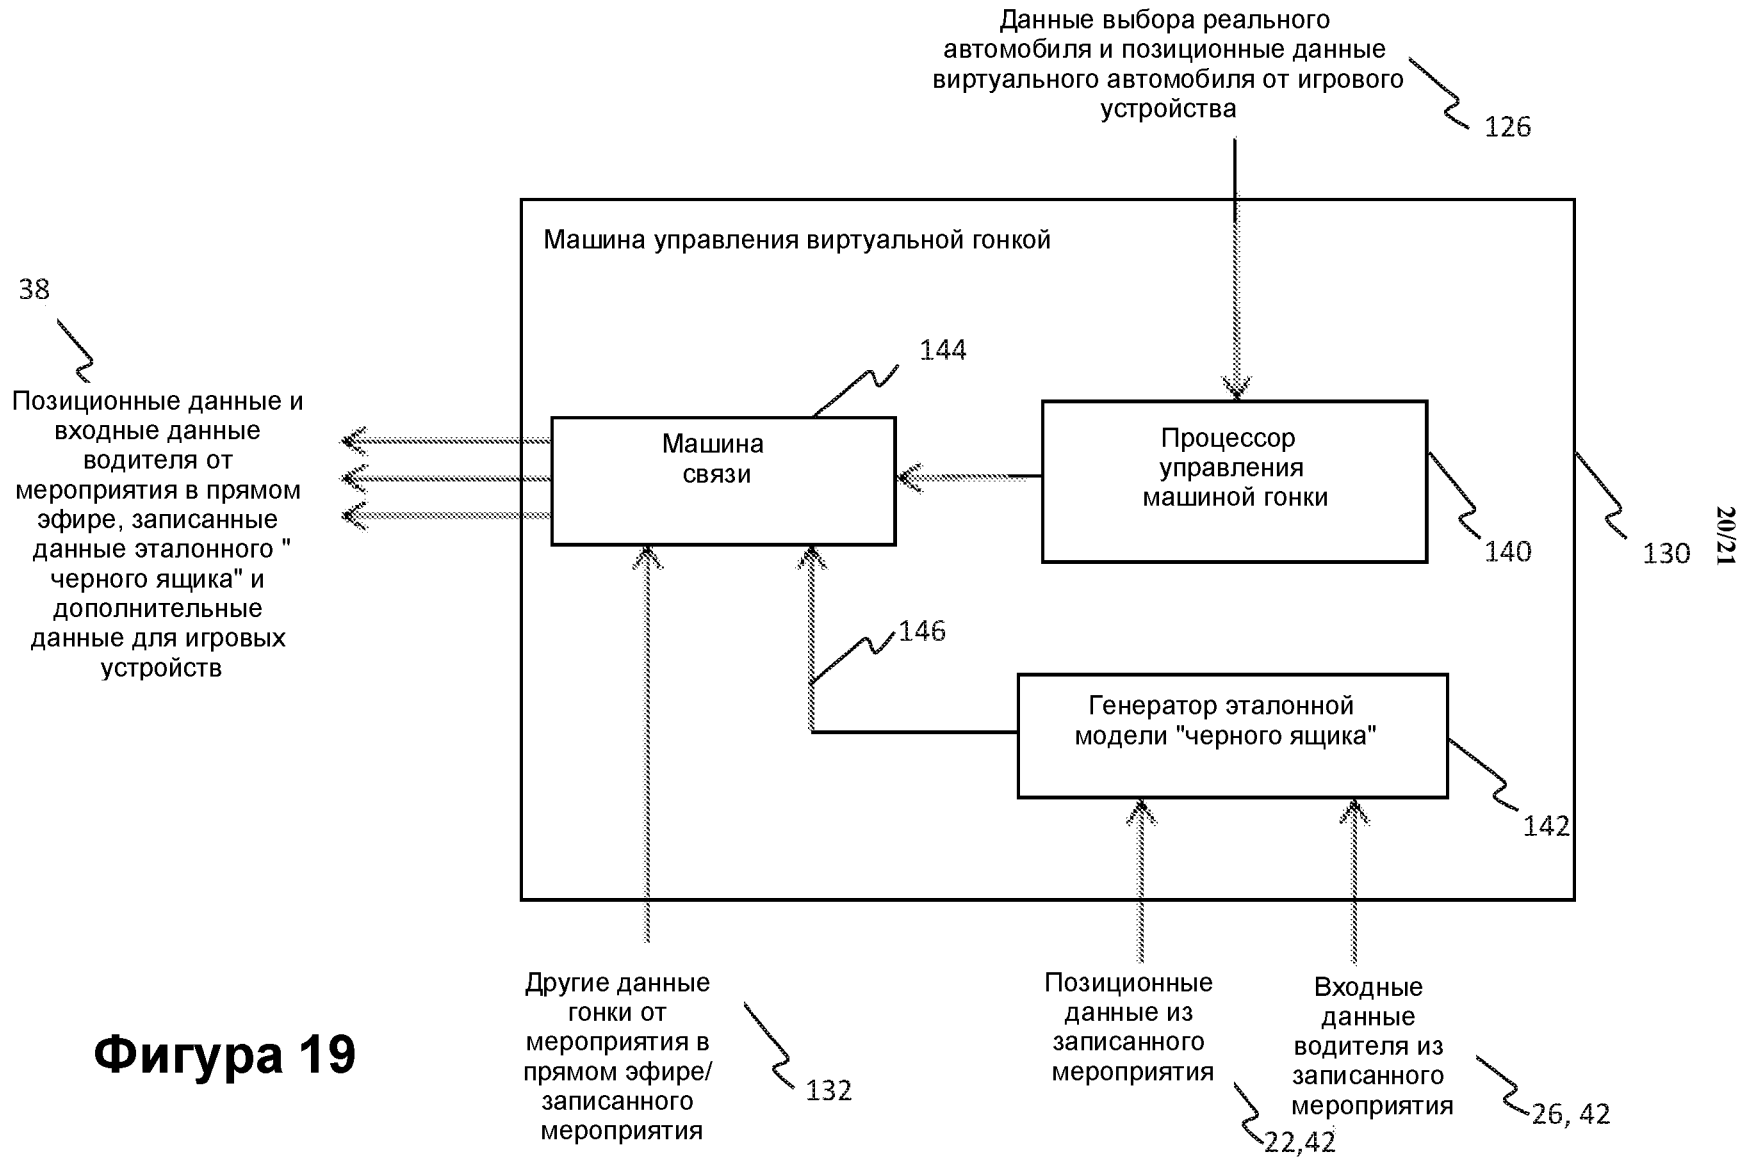 Данные выбора реального
автомобиля и позиционные данные
виртуального автомобиля от игрового
устройства
126
Машина управления виртуальной гонкой
38
Позиционные данные и
входные данные
водителя от
мероприятия в прямом
эфире, записанные
данные эталонного "
черного ящика" и
дополнительные
данные для игровых
устройств
144
Машина
связи
Процессор
управления
машиной гонки
140
130
20/21
146
Генератор эталонной
модели "черного ящика"
142
Другие данные
гонки от
мероприятия в
прямом эфире/
записанного
мероприятия
132
Позиционные
данные из
записанного
мероприятия
22,42
Входные
данные
водителя из
записанного
мероприятия
26, 42
Фигура 19